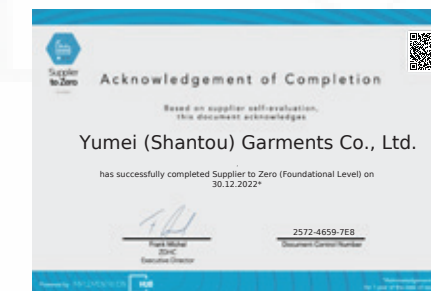 Supplier
to Zero
Acknowledgement of Completion
Based on supplier self-evaluation,
this document acknowledges
Yumei (Shantou) Garments Co., Ltd.
has successfully completed Supplier to Zero (Foundational Level) on
30.12.2022*
2572-4659-7E8
Frank Michel
ZDHC
Executive Director
Document Control Number
Powered by
HUB